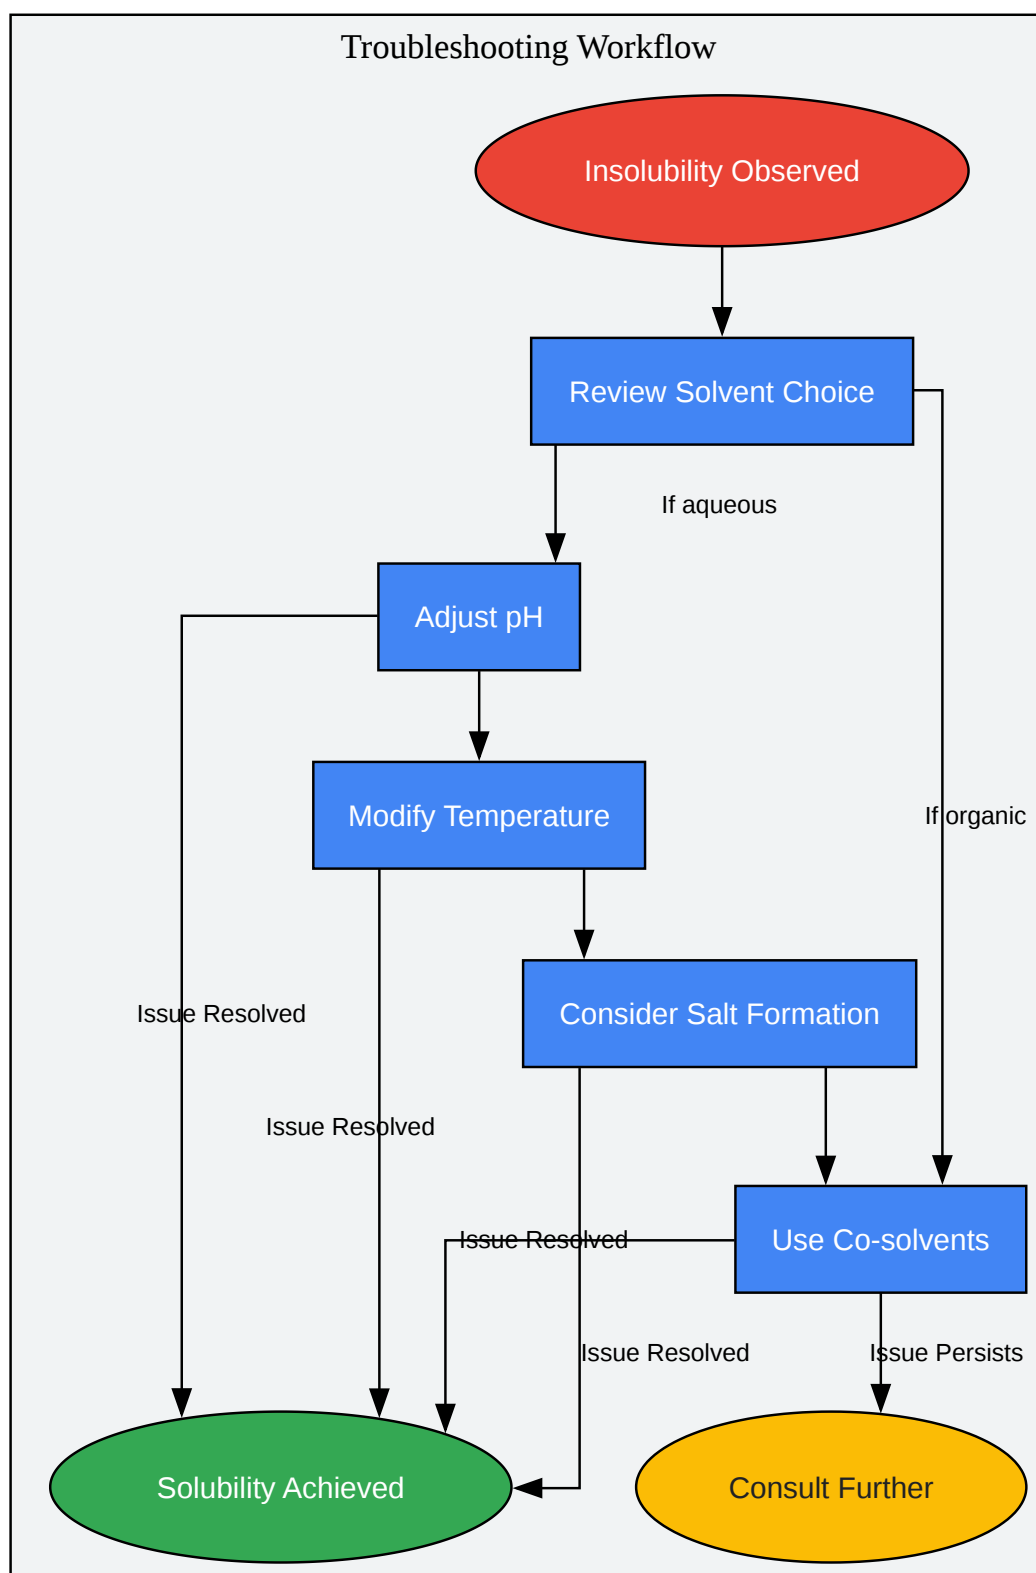 Troubleshooting Workflow
Insolubility Observed
Review Solvent Choice
If aqueous
Adjust pH
Modify Temperature
If organic
Issue Resolved
Consider Salt Formation
Issue Resolved
Issue Resolved
Use Co-solvents
Issue Resolved
Issue Persists
Solubility Achieved
Consult Further